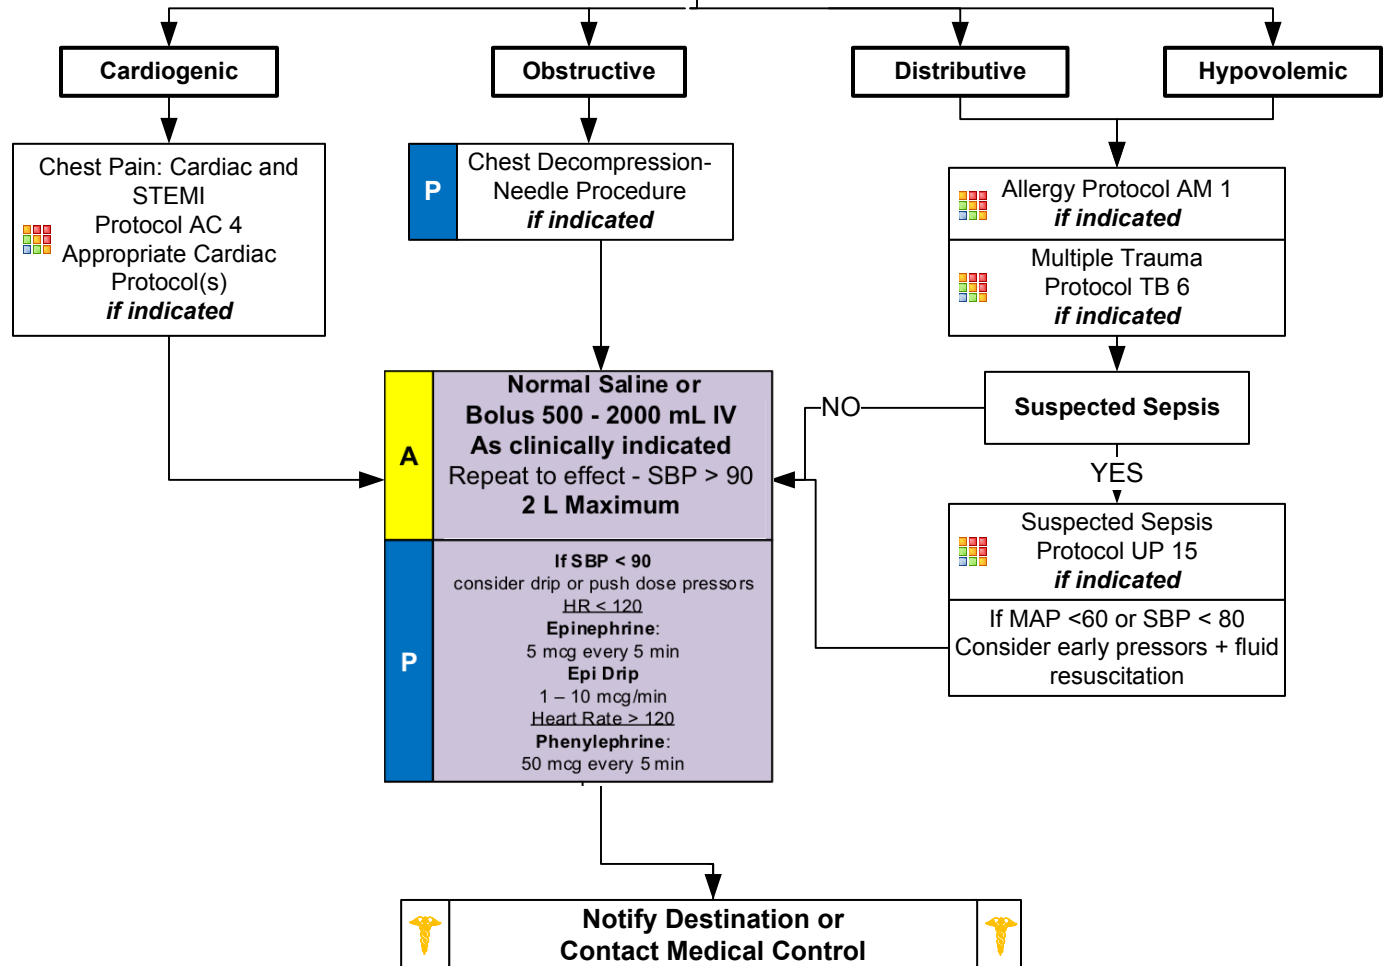 Cardiogenic
Obstructive
Distributive
Hypovolemic
Chest Pain: Cardiac and
STEMI
Protocol AC 4
Appropriate Cardiac
Protocol(s)
if indicated
P
Chest Decompression-
Needle Procedure
if indicated
Allergy Protocol AM 1
if indicated
Multiple Trauma
Protocol TB 6
if indicated
A
Normal Saline or
Bolus 500 - 2000 mL IV
As clinically indicated
Repeat to effect - SBP > 90
2 L Maximum
NO
Suspected Sepsis
YES
Suspected Sepsis
Protocol UP 15
if indicated
If MAP <60 or SBP < 80
Consider early pressors + fluid
resuscitation
P
If SBP < 90
consider drip or push dose pressors
HR < 120
Epinephrine:
5 mcg every 5 min
Epi Drip
1 – 10 mcg/min
Heart Rate > 120
Phenylephrine:
50 mcg every 5 min
Notify Destination or
Contact Medical Control